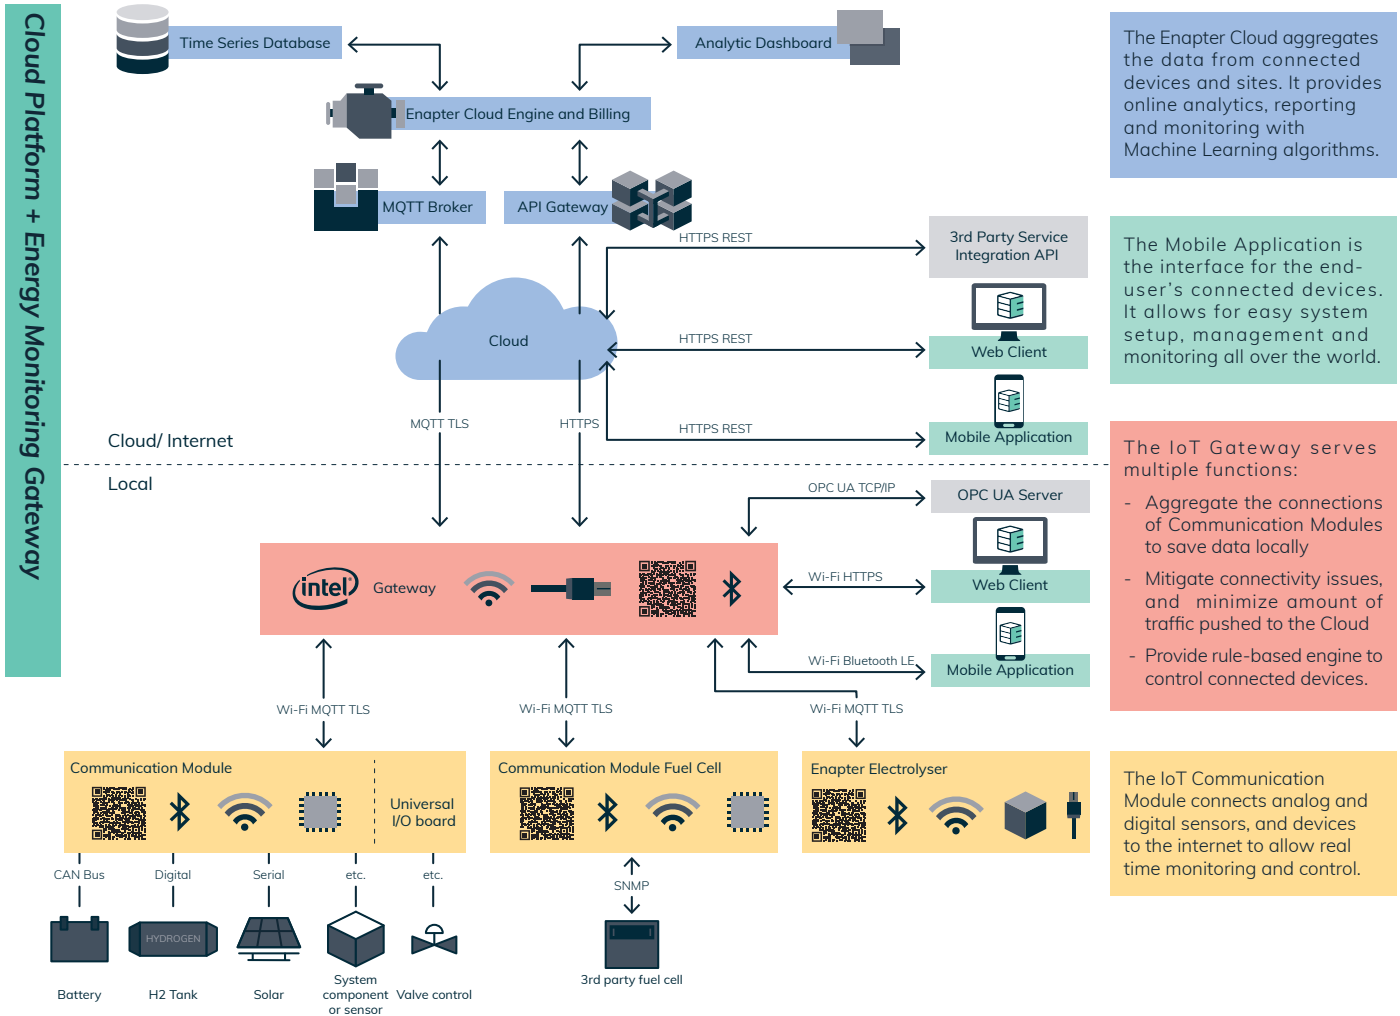 Cloud Platform + Energy Monitoring Gateway
Time Series Database
Analytic Dashboard
Enapter Cloud Engine and Billing
MQTT Broker
API Gateway
HTTPS REST
3rd Party Service
Integration API
Cloud
HTTPS REST
Web Client
MQTT TLS
HTTPS
HTTPS REST
Mobile Application
Cloud/ Internet
Local
OPC UA TCP/IP
OPC UA Server
intel
Gateway
Wi-Fi HTTPS
Web Client
Wi-Fi Bluetooth LE
Mobile Application
Wi-Fi MQTT TLS
Wi-Fi MQTT TLS
Wi-Fi MQTT TLS
Communication Module
Universal
I/O board
Communication Module Fuel Cell
Enapter Electrolyser
CAN Bus
Digital
Serial
etc.
etc.
SNMP
HYDROGEN
Battery
H2 Tank
Solar
System
component
or sensor
Valve control
3rd party fuel cell
The Enapter Cloud aggregates
the data from connected
devices and sites. It provides
online analytics, reporting
and monitoring with
Machine Learning algorithms.
The Mobile Application is
the interface for the end-
user's connected devices.
It allows for easy system
setup, management and
monitoring all over the world.
The IoT Gateway serves
multiple functions:
- Aggregate the connections
of Communication Modules
to save data locally
- Mitigate connectivity issues,
and minimize amount of
traffic pushed to the Cloud
- Provide rule-based engine to
control connected devices.
The IoT Communication
Module connects analog and
digital sensors, and devices
to the internet to allow real
time monitoring and control.